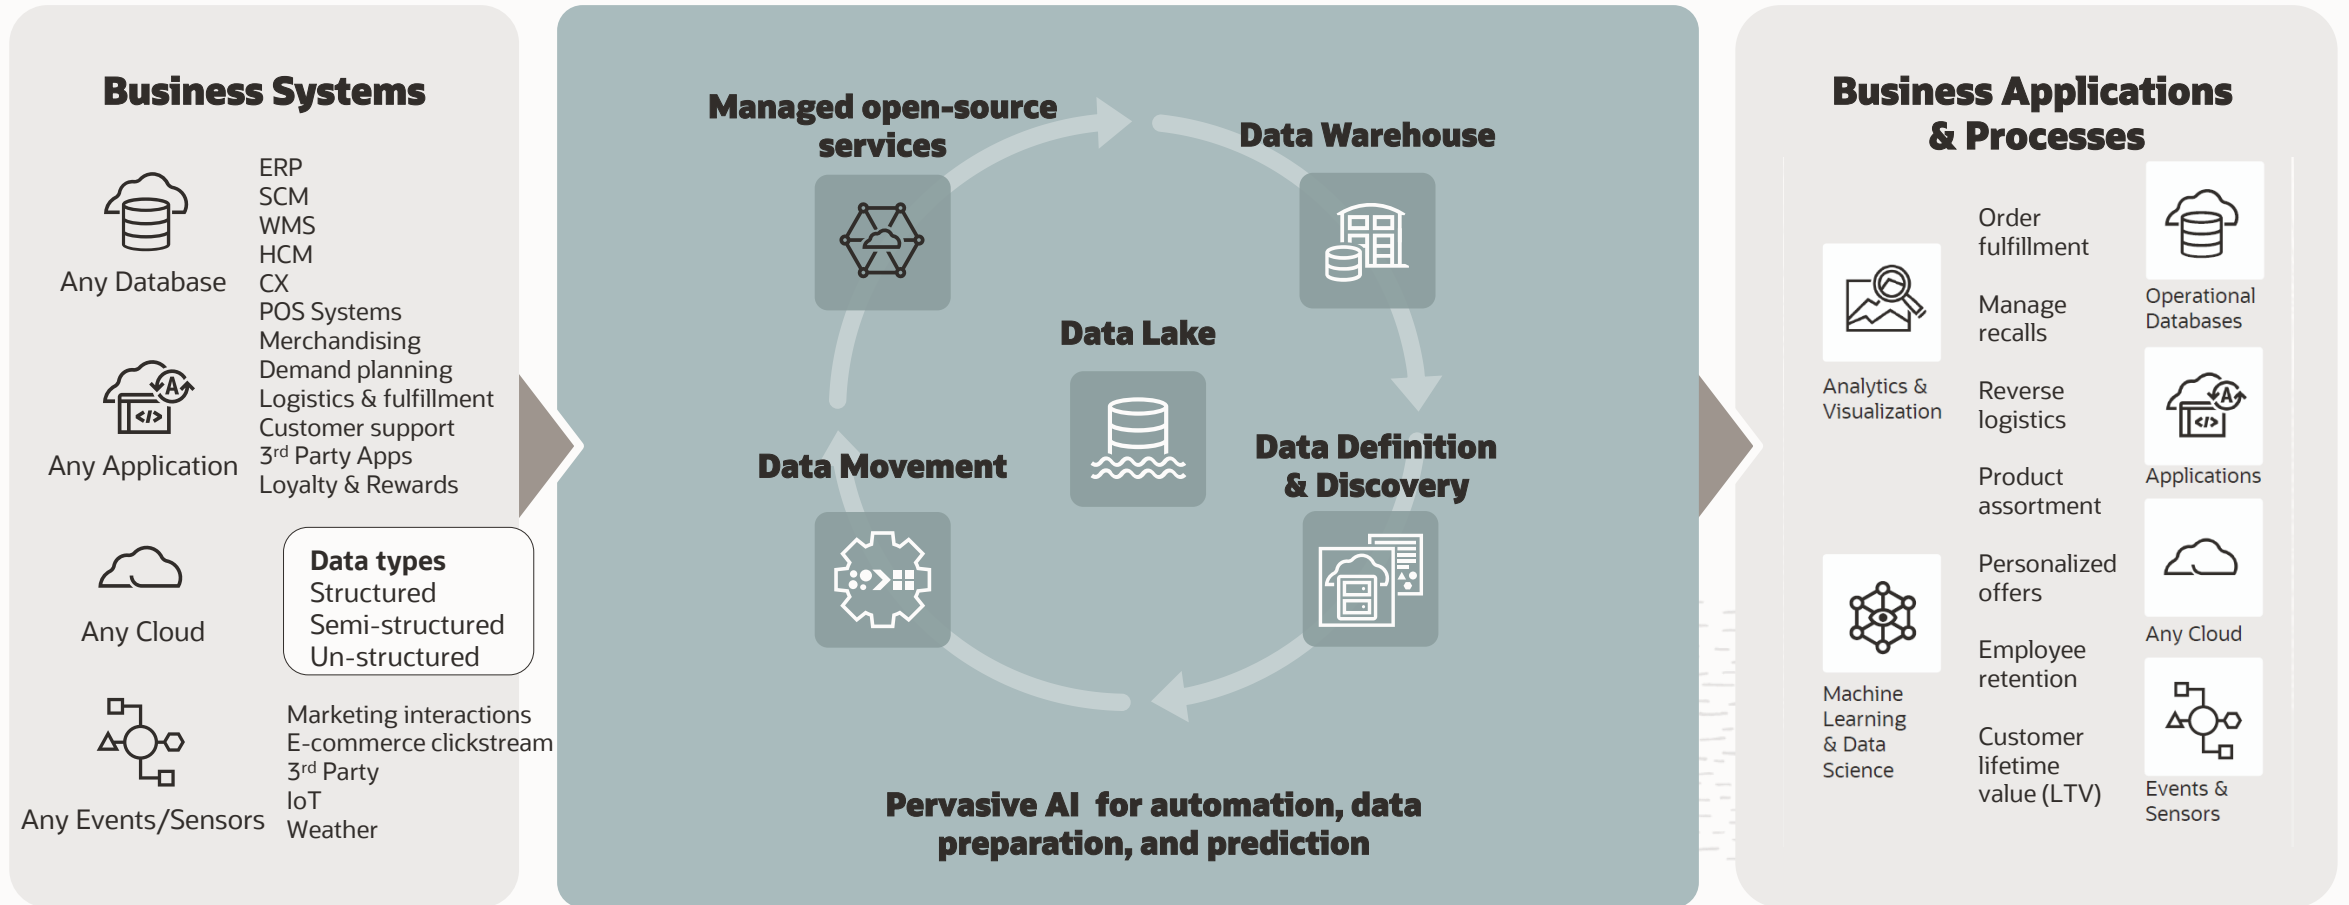 Business Systems
Any Database
ERP
SCM
WMS
HCM
CX
POS Systems
Merchandising
Demand planning
Logistics & fulfillment
Customer support
3rd Party Apps
Loyalty & Rewards
Any Application
Data types
Structured
Semi-structured
Un-structured
Any Cloud
Marketing interactions
E-commerce clickstream
3rd Party
IoT
Weather
Any Events/Sensors
Managed open-source
services
Data Warehouse
Data Lake
Data Movement
Data Definition
& Discovery
Pervasive AI for automation, data
preparation, and prediction
Business Applications
& Processes
Analytics &
Visualization
Machine
Learning
& Data
Science
Order
fulfillment
Manage
recalls
Reverse
logistics
Product
assortment
Personalized
offers
Employee
retention
Customer
lifetime
value (LTV)
Operational
Databases
A
</>
Applications
Any Cloud
Events &
Sensors
A
</>